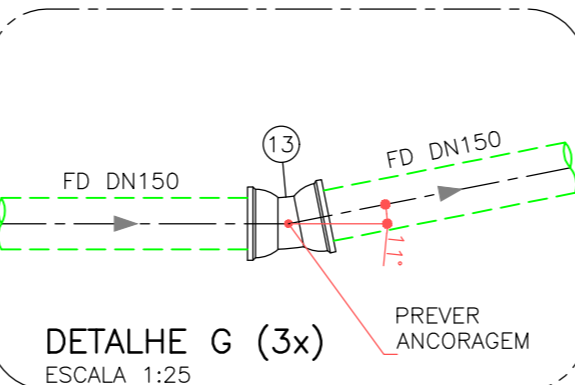 13
FD DN150
FD DN150
11°
PREVER
ANCORAGEM
DETALHE G (3x)
ESCALA 1:25